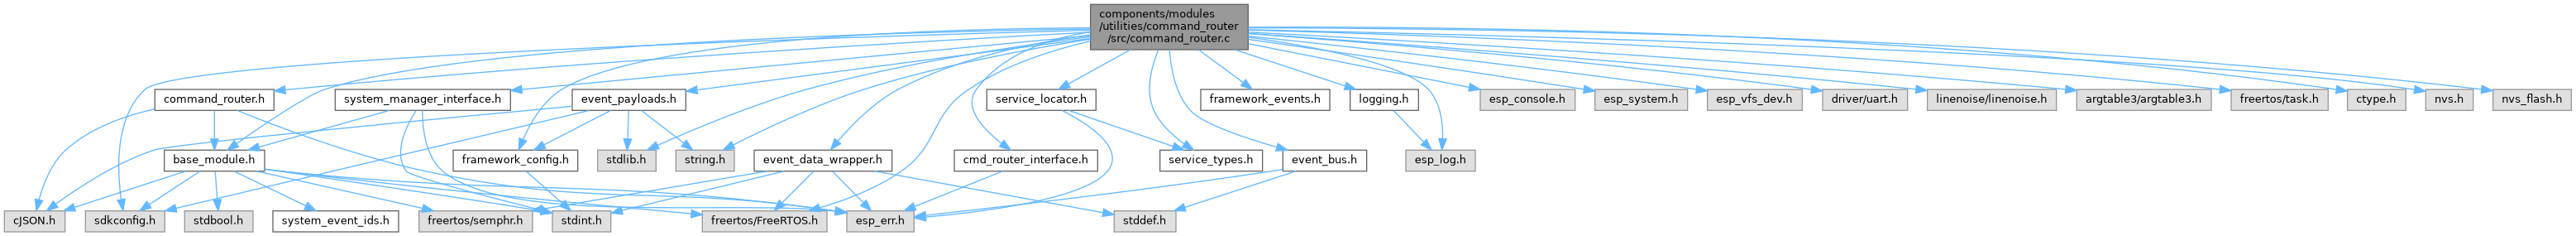 components/modules
/utilities/command_router
/src/command_router.c
command_router.h
system_manager_interface.h
event_payloads.h
service_locator.h
framework_events.h
logging.h
esp_console.h
esp_system.h
esp_vfs_dev.h
driver/uart.h
linenoise/linenoise.h
argtable3/argtable3.h
freertos/task.h
ctype.h
nvs.h
nvs_flash.h
base_module.h
framework_config.h
stdlib.h
string.h
event_data_wrapper.h
cmd_router_interface.h
service_types.h
event_bus.h
esp_log.h
cJSON.h
sdkconfig.h
stdbool.h
system_event_ids.h
freertos/semphr.h
stdint.h
freertos/FreeRTOS.h
esp_err.h
stddef.h